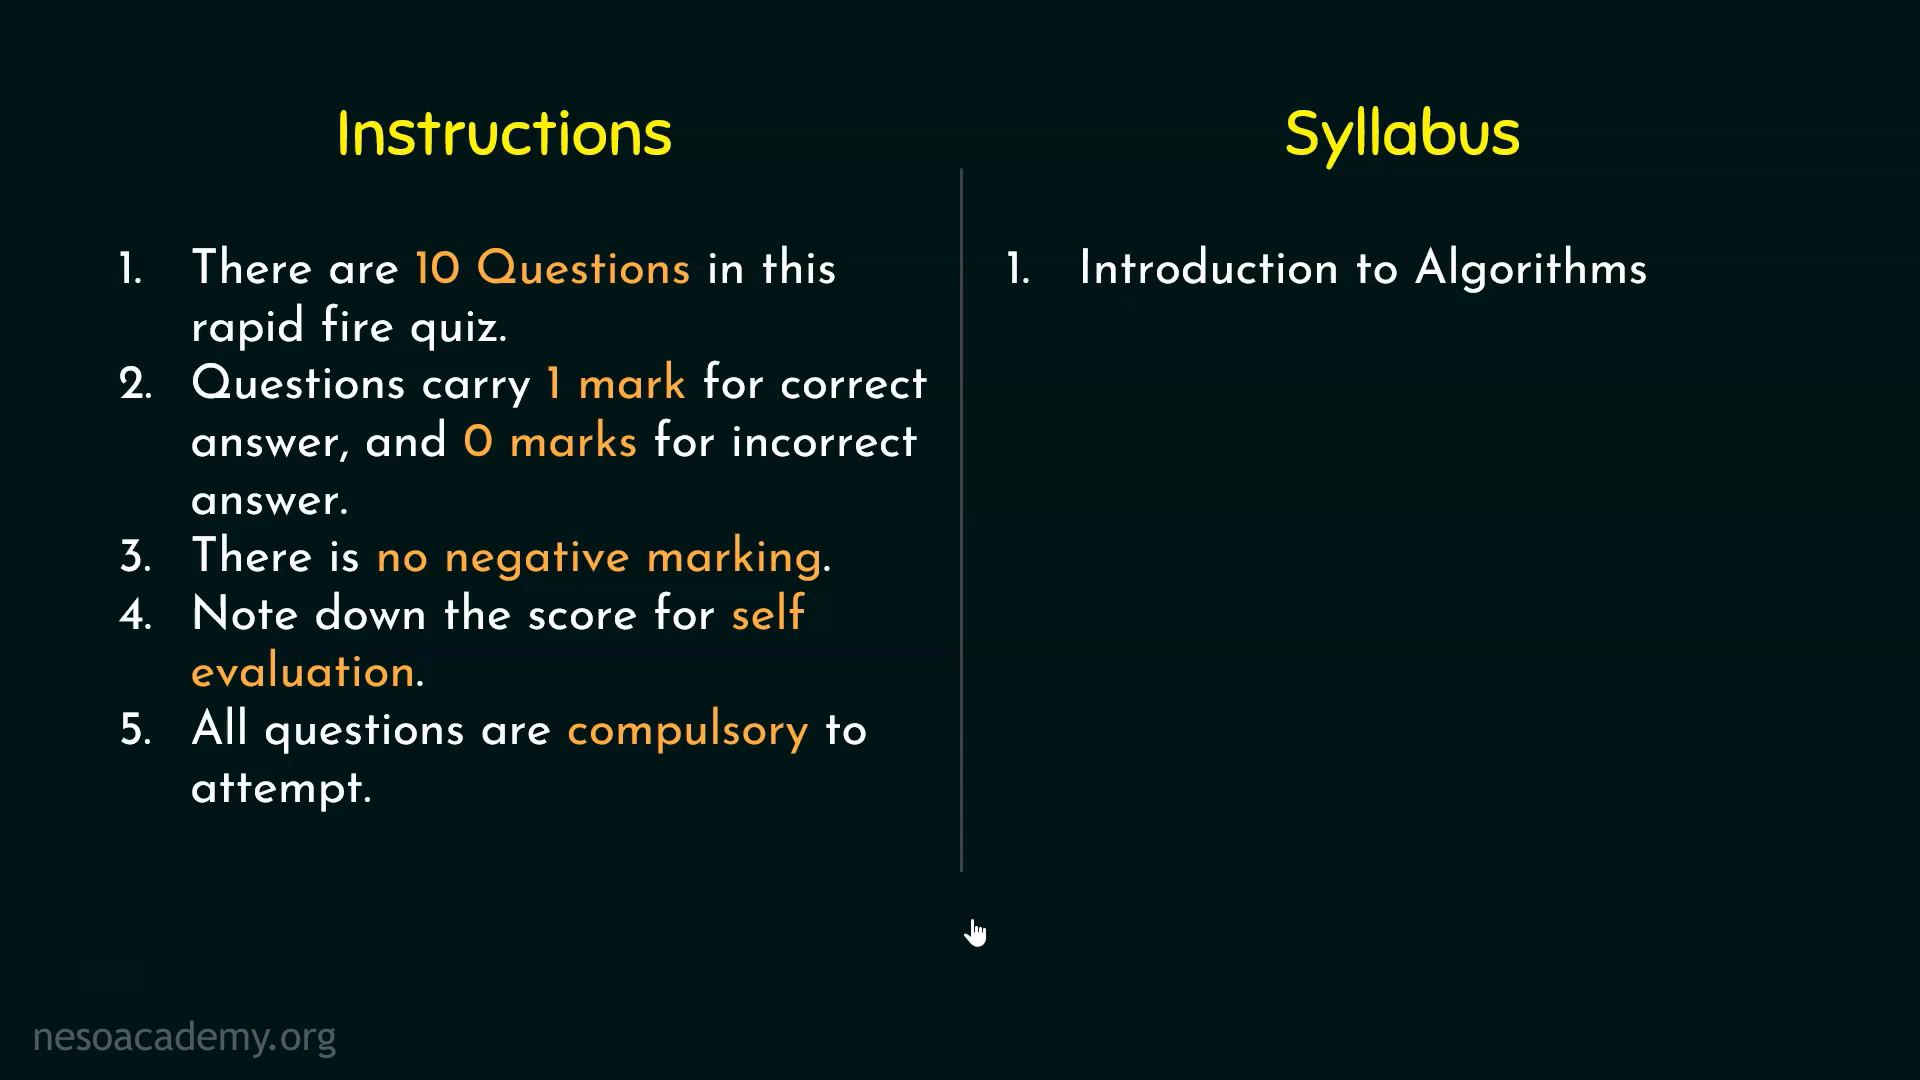 Instructions
1. There are 10 Questions in this
rapid fire quiz.
2. Questions carry 1 mark for correct
answer, and 0 marks for incorrect
answer.
3. There is no negative marking.
4. Note down the score for self
evaluation.
5. All questions are compulsory to
attempt.
Syllabus
1. Introduction to Algorithms
nesoacademy.org